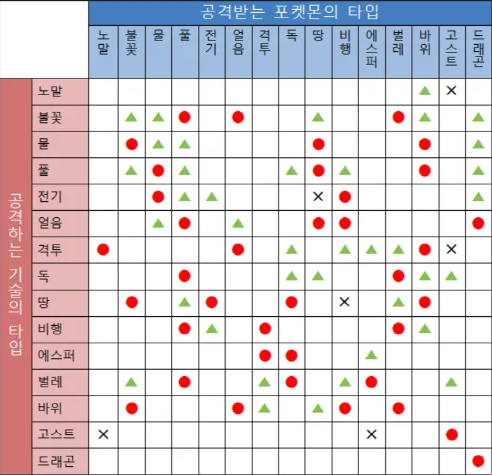 공격받는 포켓몬의 타입
노말 불꽃 물 풀 전기 얼음 격투 독 땅 비행 에스퍼 벌레 바위 고스트 드래곤
공격하는 기술의 타입
노말
불꽃
물
풀
전기
얼음
격투
독
땅
비행
에스퍼
벌레
바위
고스트
드래곤